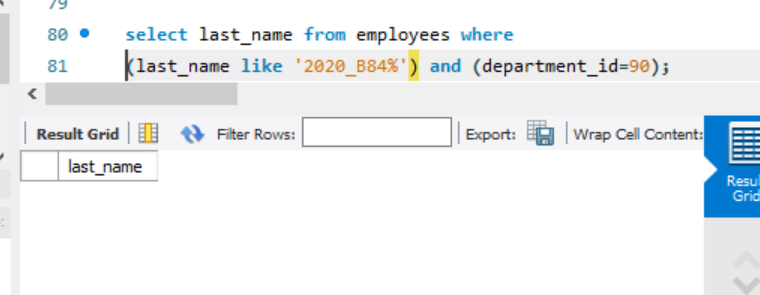 79
80 select last_name from employees where
81 (last_name like '2020_B84%') and (department_id=90);
Result Grid Filter Rows: Export: Wrap Cell Content:
last_name
Grid